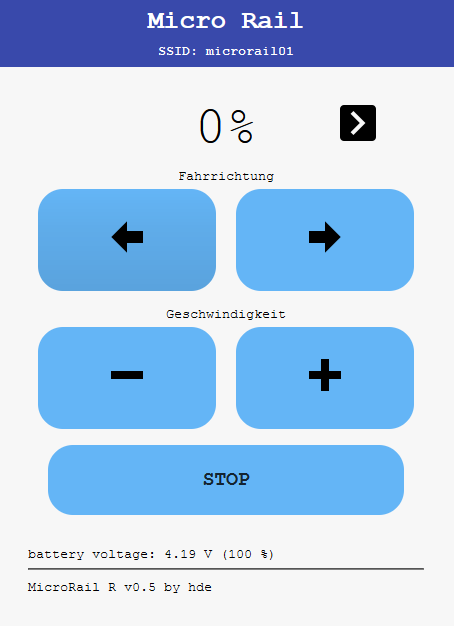 Micro Rail
SSID: microrail01
0%
Fahrrichtung
Geschwindigkeit
STOP
battery voltage: 4.19 V (100 %)
MicroRail R v0.5 by hde